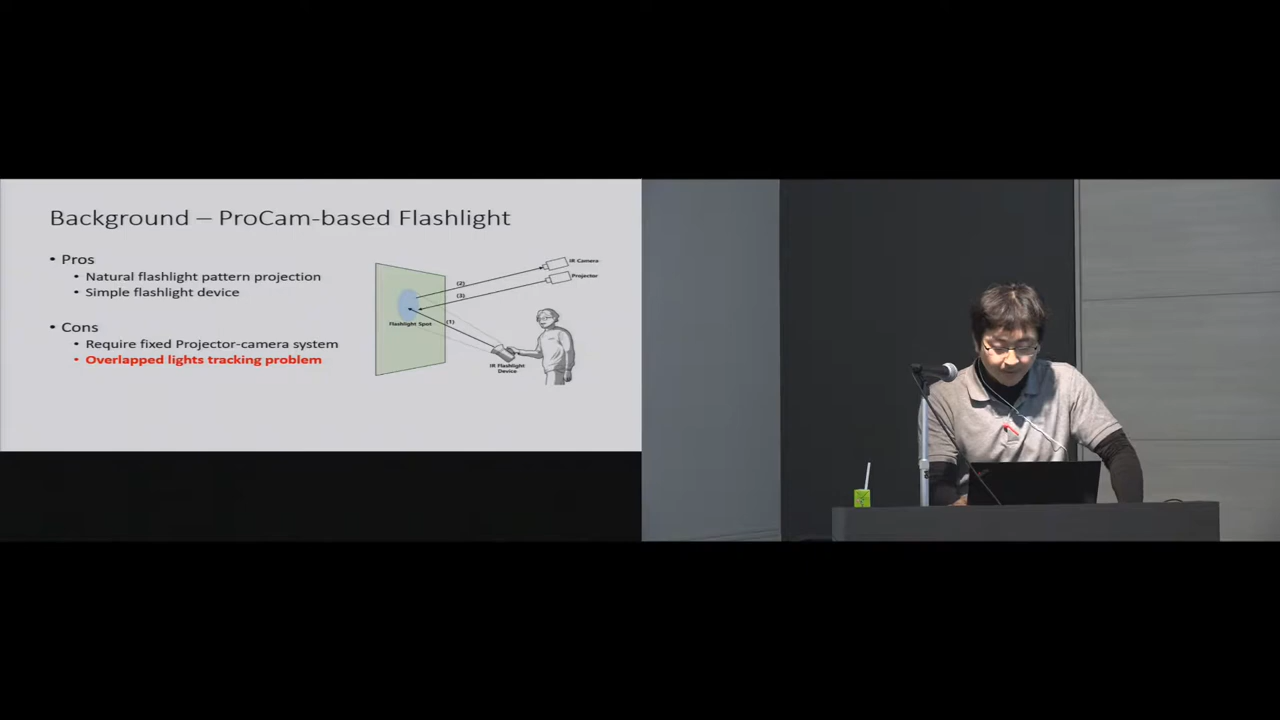 Background – ProCam-based Flashlight
• Pros
• Natural flashlight pattern projection
• Simple flashlight device
• Cons
• Require fixed Projector-camera system
• Overlapped lights tracking problem
IR Camera
Projector
(2)
(3)
(1)
Flashlight Spot
IR Flashlight
Device